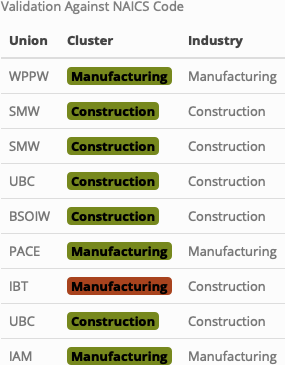 Validation Against NAICS Code
Union Cluster Industry
WPPW Manufacturing Manufacturing
SMW Construction Construction
SMW Construction Construction
UBC Construction Construction
BSOIW Construction Construction
PACE Manufacturing Manufacturing
IBT Manufacturing Construction
UBC Construction Construction
IAM Manufacturing Manufacturing